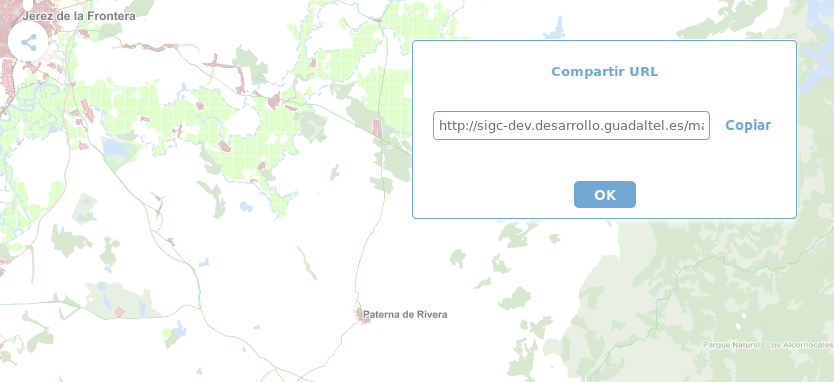 Jerez de la Frontera
Compartir URL
http://sigc-dev.desarrollo.guadaltel.es/ma
Copiar
OK
Paterna de Rivera
Parque Natural Los Alcornocales